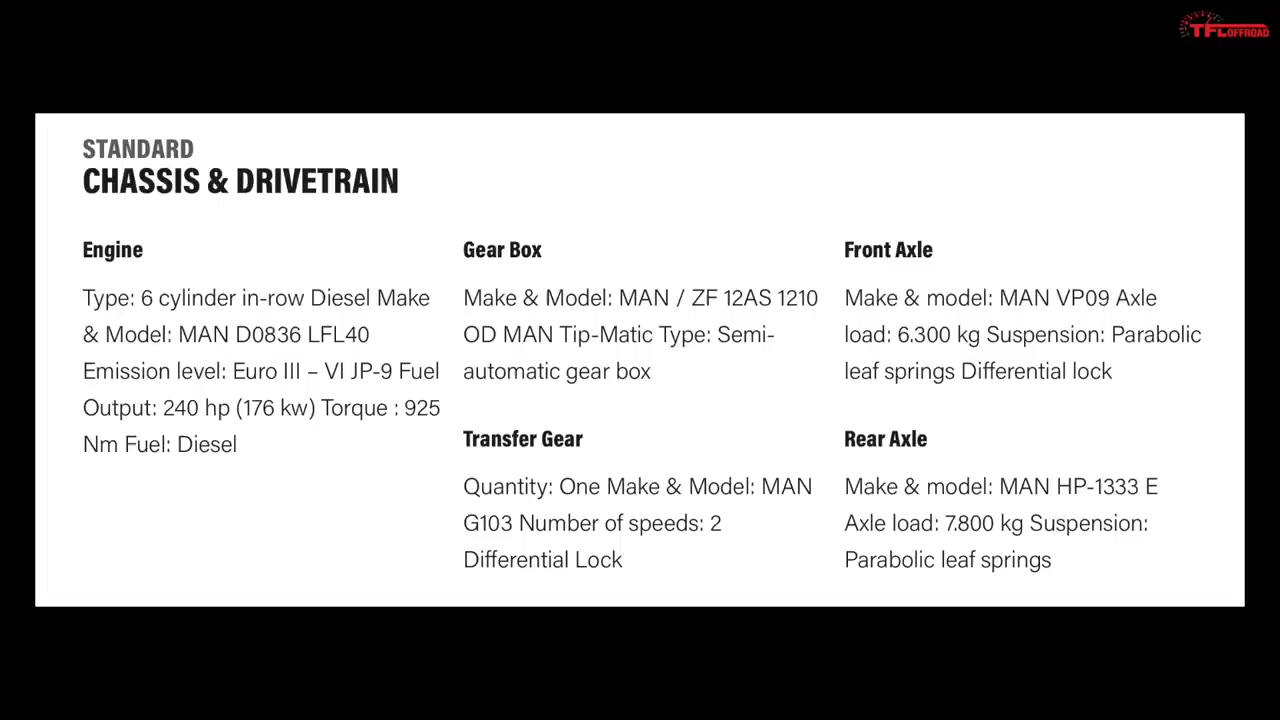 TFLOFFROAD
STANDARD
CHASSIS & DRIVETRAIN
Engine
Type: 6 cylinder in-row Diesel Make
& Model: MAN D0836 LFL40
Emission level: Euro III – VI JP-9 Fuel
Output: 240 hp (176 kw) Torque : 925
Nm Fuel: Diesel
Gear Box
Make & Model: MAN / ZF 12AS 1210
OD MAN Tip-Matic Type: Semi-
automatic gear box
Transfer Gear
Quantity: One Make & Model: MAN
G103 Number of speeds: 2
Differential Lock
Front Axle
Make & model: MAN VP09 Axle
load: 6.300 kg Suspension: Parabolic
leaf springs Differential lock
Rear Axle
Make & model: MAN HP-1333 E
Axle load: 7.800 kg Suspension:
Parabolic leaf springs